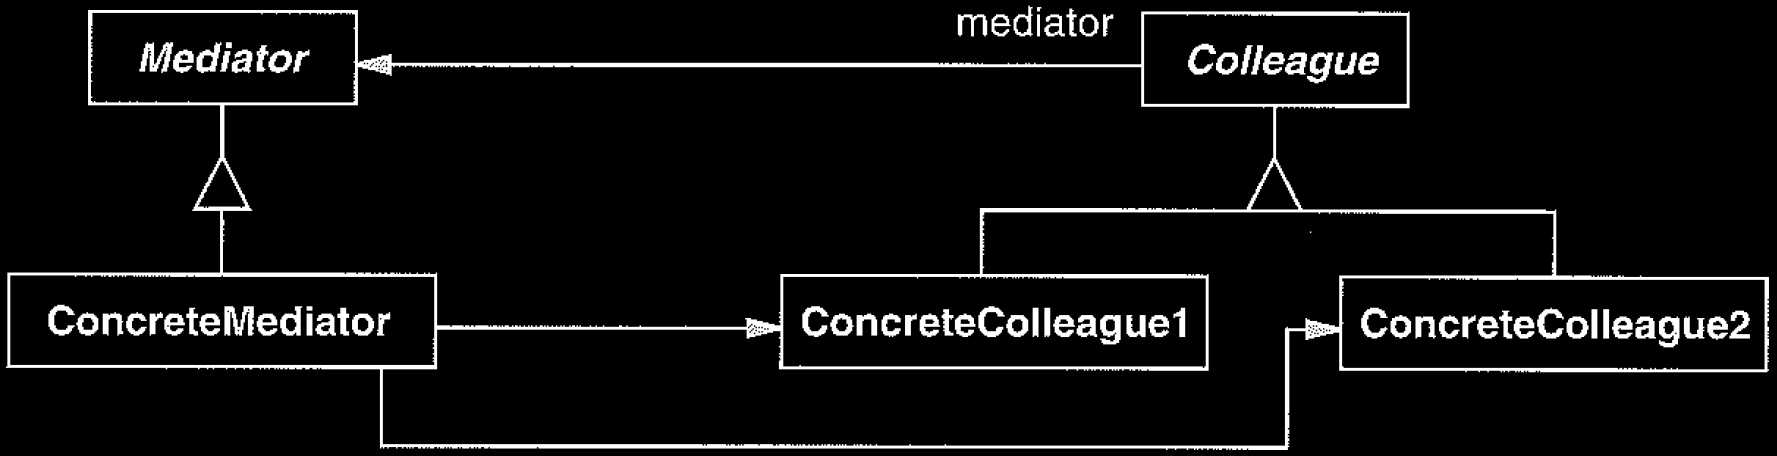 mediator
Mediator
Colleague
ConcreteMediator
ConcreteColleague1
ConcreteColleague2